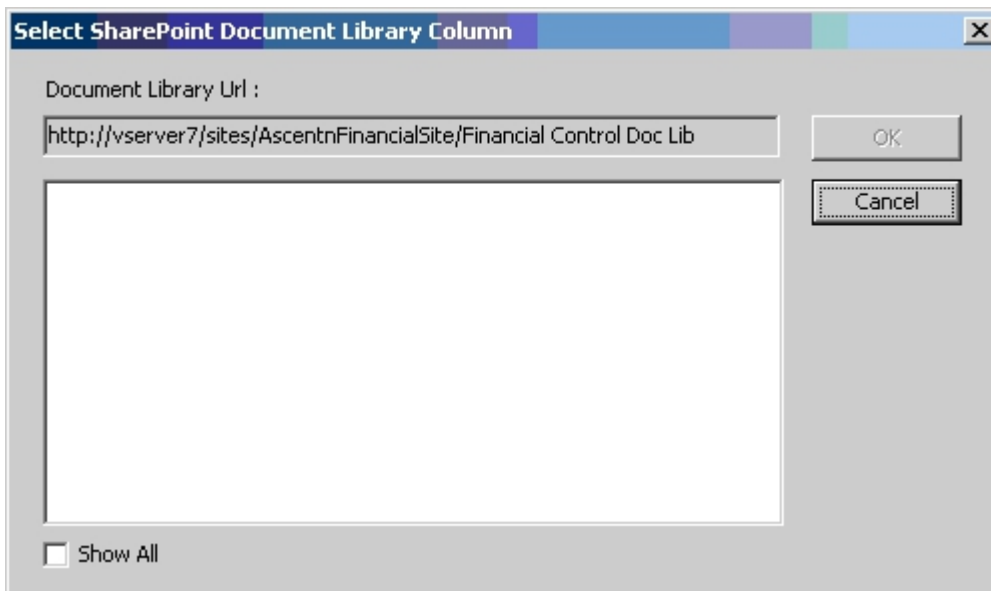 Select SharePoint Document Library Column
Document Library Url :
http://vserver7/sites/AscentnFinancialSite/Financial Control Doc Lib
OK
Cancel
Show All